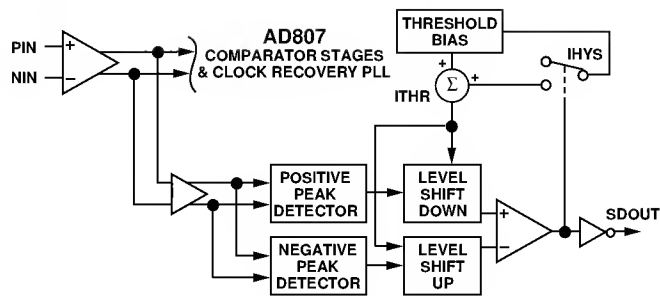 PIN
NIN
+
−
AD807
COMPARATOR STAGES
& CLOCK RECOVERY PLL
THRESHOLD
BIAS
IHYS
+
Σ
+
ITHR
POSITIVE
PEAK
DETECTOR
LEVEL
SHIFT
DOWN
NEGATIVE
PEAK
DETECTOR
LEVEL
SHIFT
UP
+
−
SDOUT